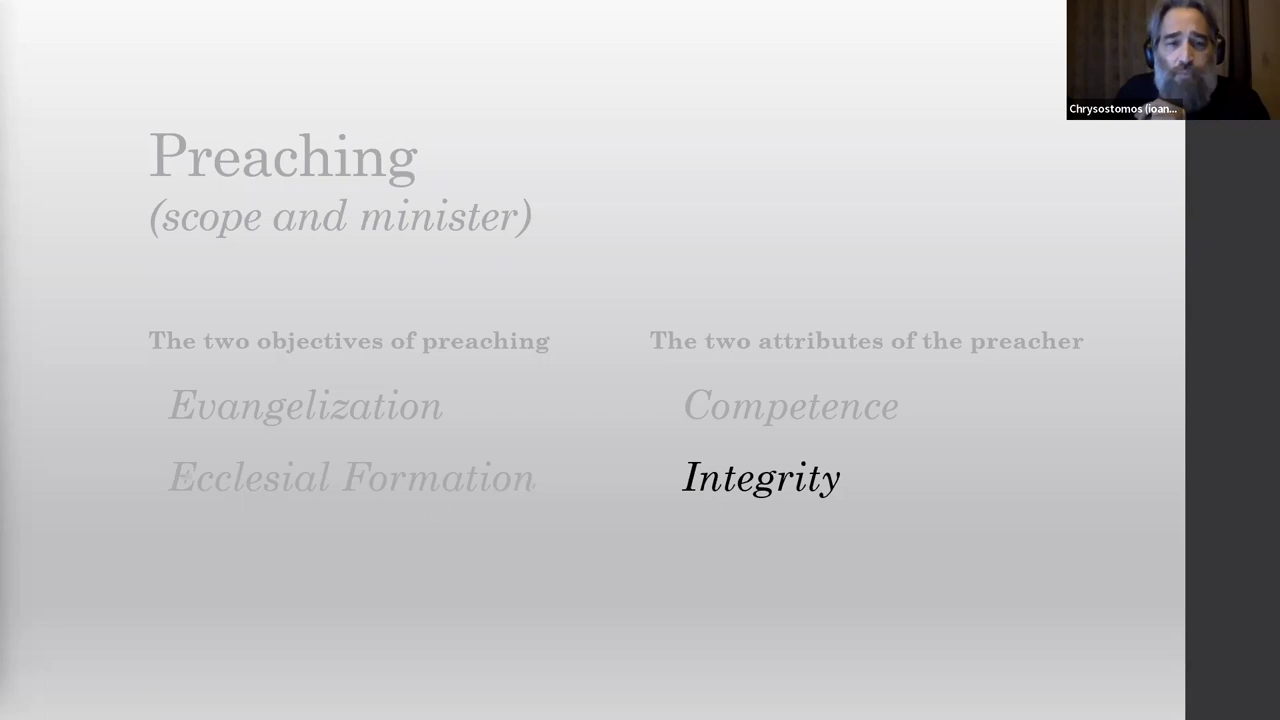 Preaching
(scope and minister)
The two objectives of preaching
Evangelization
Ecclesial Formation
The two attributes of the preacher
Competence
Integrity
Chrysostomos (ioan...